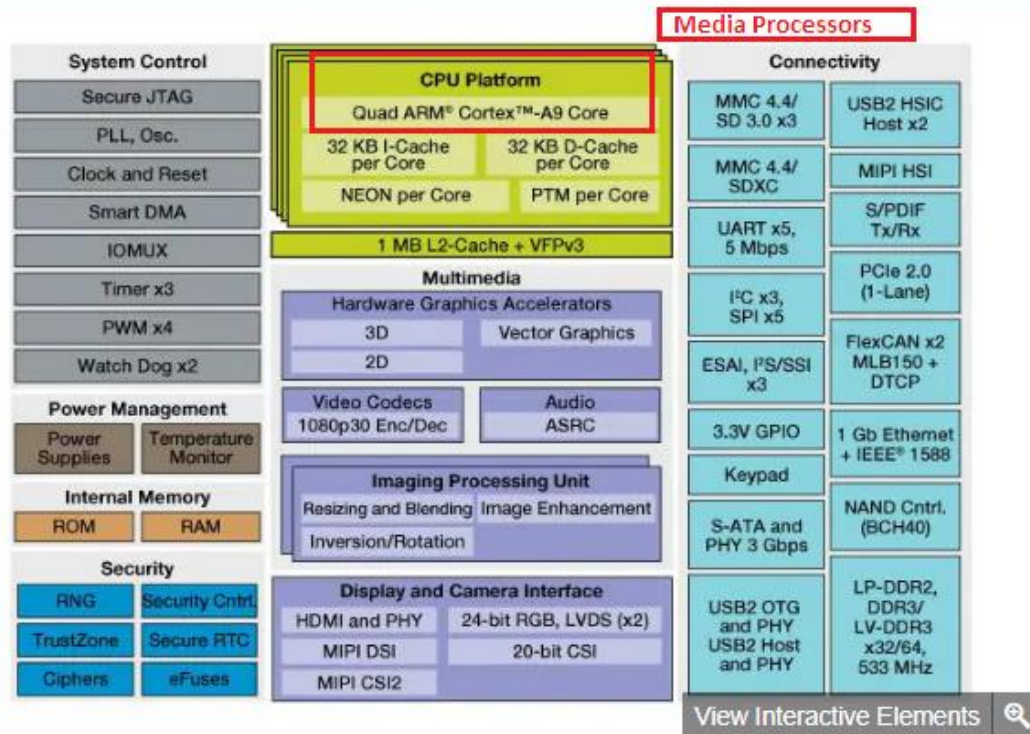 Media Processors
System Control
Secure JTAG
PLL, Osc.
Clock and Reset
Smart DMA
IOMUX
Timer x3
PWM x4
Watch Dog x2
Power Management
Power
Supplies
Temperature
Monitor
Internal Memory
ROM
RAM
Security
RNG
Security Cntrl.
TrustZone
Secure RTC
Ciphers
eFuses
CPU Platform
Quad ARM® Cortex™-A9 Core
32 KB I-Cache
per Core
32 KB D-Cache
per Core
NEON per Core
PTM per Core
1 MB L2-Cache + VFPv3
Multimedia
Hardware Graphics Accelerators
3D
Vector Graphics
2D
Video Codecs
1080p30 Enc/Dec
Audio
ASRC
Imaging Processing Unit
Resizing and Blending
Image Enhancement
Inversion/Rotation
Display and Camera Interface
HDMI and PHY
24-bit RGB, LVDS (x2)
MIPI DSI
20-bit CSI
MIPI CSI2
Connectivity
MMC 4.4/
SD 3.0 x3
MMC 4.4/
SDXC
UART x5,
5 Mbps
I²C x3,
SPI x5
ESAI, I²S/SSI
x3
3.3V GPIO
Keypad
S-ATA and
PHY 3 Gbps
USB2 OTG
and PHY
USB2 Host
and PHY
USB2 HSIC
Host x2
MIPI HSI
S/PDIF
Tx/Rx
PCIe 2.0
(1-Lane)
FlexCAN x2
MLB150 +
DTCP
1 Gb Ethernet
+ IEEE® 1588
NAND Cntrl.
(BCH40)
LP-DDR2,
DDR3/
LV-DDR3
x32/64,
533 MHz
View Interactive Elements